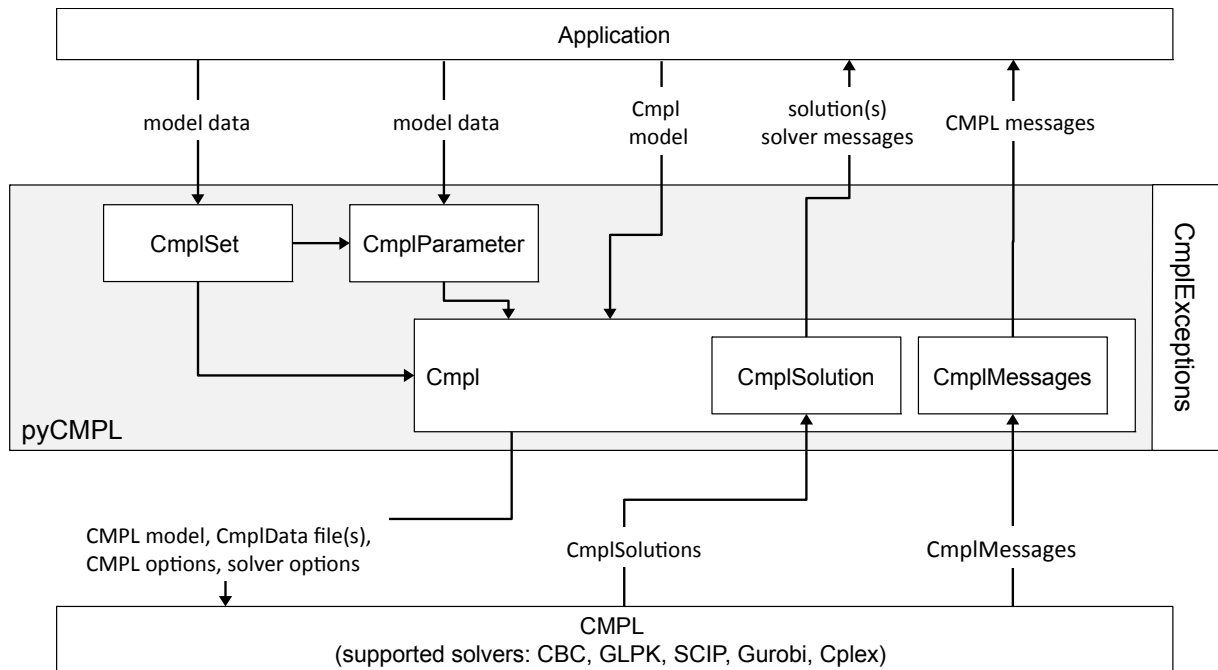 Application
model data
model data
Cmpl
model
solution(s)
solver messages
CMPL messages
CmplSet
CmplParameter
CmplExceptions
Cmpl
CmplSolution
CmplMessages
pyCMPL
CMPL model, CmplData file(s),
CMPL options, solver options
CmplSolutions
CmplMessages
CMPL
(supported solvers: CBC, GLPK, SCIP, Gurobi, Cplex)